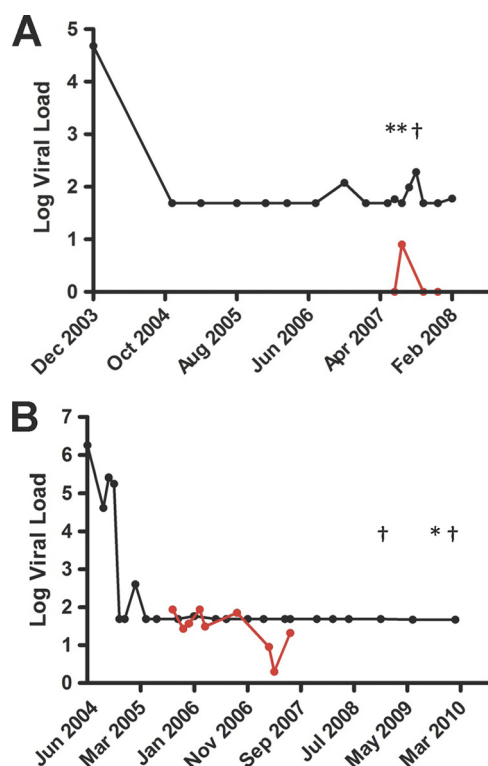 A
Log Viral Load
5
4
3
2
1
0
** †
Dec 2003
Oct 2004
Aug 2005
Jun 2006
Apr 2007
Feb 2008
B
Log Viral Load
7
6
5
4
3
2
1
0
† * †
Jun 2004
Mar 2005
Jan 2006
Nov 2006
Sep 2007
Jul 2008
May 2009
Mar 2010